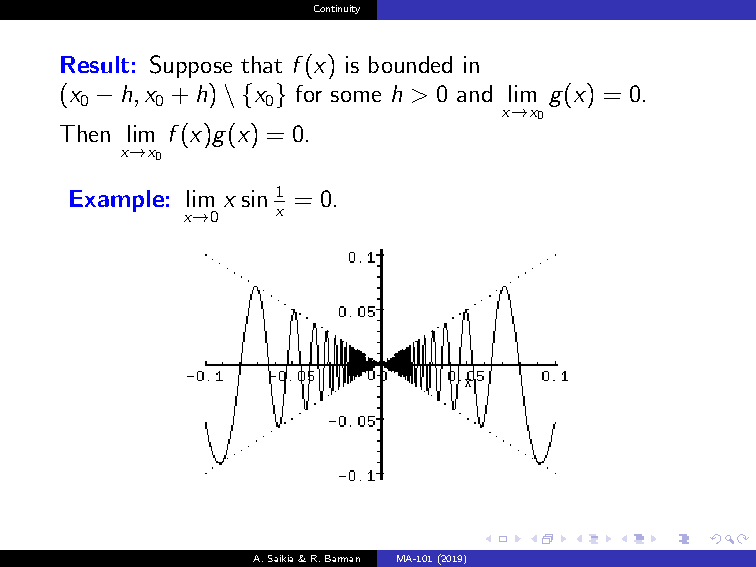 Continuity
Result: Suppose that f(x) is bounded in
(x₀ − h, x₀ + h) \ {x₀} for some h > 0 and lim g(x) = 0.
x→x₀
Then lim f(x)g(x) = 0.
x→x₀
Example: lim x sin 1/x = 0.
x→0
0.1
0.05
-0.1 -0.05 0 0.05 0.1
x
-0.05
-0.1
A. Saikia & R. Barman MA-101 (2019)